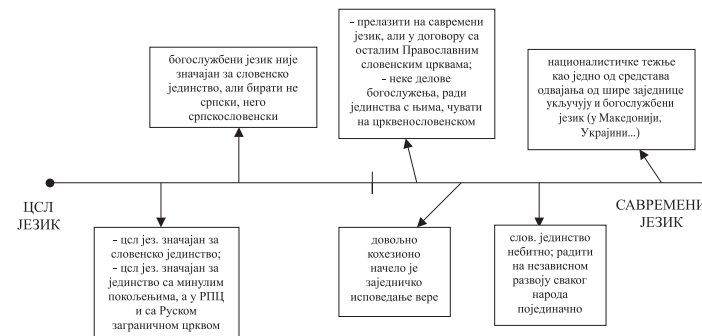 богослужбени језик није
значајан за словенско
јединство, али бирати не
српски, него
српскословенски
- прелазити на савремени
језик, али у договору са
осталим Православним
словенским црквама;
- неке делове
богослужења, ради
јединства с њима, чувати
на црквенословенском
националистичке тежње
као једно од средстава
одвајања од шире заједнице
укључују и богослужбени
језик (у Македонији,
Украјини...)
ЦСЛ
ЈЕЗИК
САВРЕМЕНИ
ЈЕЗИК
- цсл јез. значајан за
словенско јединство;
- цсл јез. значајан за
јединство са минулим
покољењима, а у РПЦ
и са Руском
заграничном црквом
довољно
кохезионо
начело је
заједничко
исповедање вере
слов. јединство
небитно; радити
на независном
развоју сваког
народа
појединачно